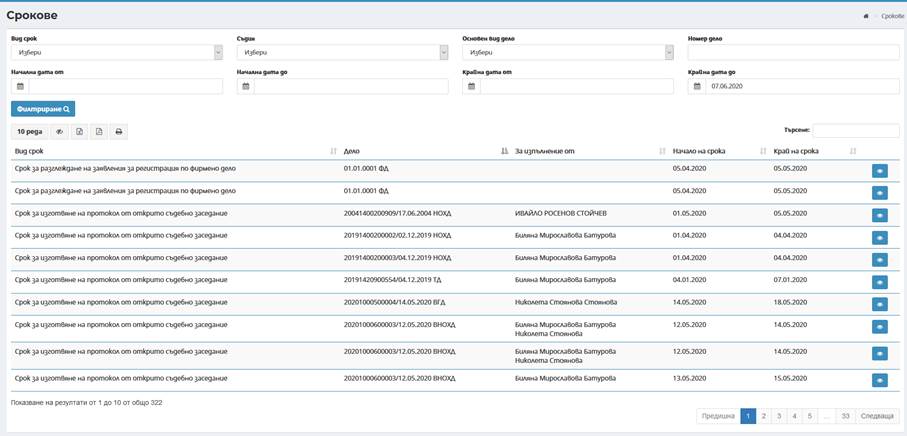 Срокове
Срокове
Вид срок Съдии Основен вид дело Номер дело
Избери Избери Избери
Начална дата от Начална дата до Крайна дата от Крайна дата до
07.06.2020
Филтриране
10 реда Търсене:
Вид срок Дело За изпълнение от Начало на срока Край на срока
Срок за разглеждане на заявления за регистрация по фирмено дело 01.01.0001 ФД 05.04.2020 05.05.2020
Срок за разглеждане на заявления за регистрация по фирмено дело 01.01.0001 ФД 05.04.2020 05.05.2020
Срок за изготвяне на протокол от открито съдебно заседание 20041400200909/17.06.2004 НОХД ИВАЙЛО РОСЕНОВ СТОЙЧЕВ 01.05.2020 05.05.2020
Срок за изготвяне на протокол от открито съдебно заседание 20191400200002/02.12.2019 НОХД Биляна Мирославова Батурова 01.04.2020 04.04.2020
Срок за изготвяне на протокол от открито съдебно заседание 20191400200003/04.12.2019 НОХД Биляна Мирославова Батурова 01.04.2020 04.04.2020
Срок за изготвяне на протокол от открито съдебно заседание 20191420900554/04.12.2019 ТД Биляна Мирославова Батурова 04.01.2020 07.01.2020
Срок за изготвяне на протокол от открито съдебно заседание 20201000500004/14.05.2020 ВГД Николета Стоянова Стоянова 14.05.2020 18.05.2020
Срок за изготвяне на протокол от открито съдебно заседание 20201000600003/12.05.2020 ВНОХД Биляна Мирославова Батурова 12.05.2020 14.05.2020
Николета Стоянова
Срок за изготвяне на протокол от открито съдебно заседание 20201000600003/12.05.2020 ВНОХД Биляна Мирославова Батурова 12.05.2020 14.05.2020
Николета Стоянова
Срок за изготвяне на протокол от открито съдебно заседание 20201000600003/12.05.2020 ВНОХД Биляна Мирославова Батурова 13.05.2020 15.05.2020
Показване на резултати от 1 до 10 от общо 322
Предишна 1 2 3 4 5 … 33 Следваща